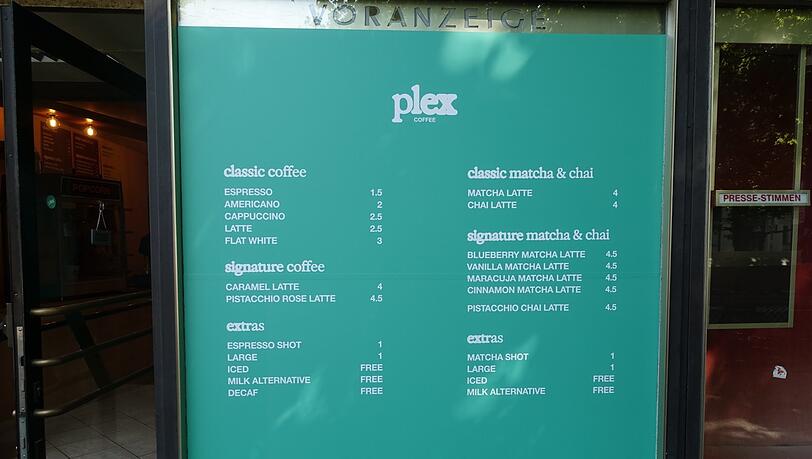 VORANZEIGE
plex
COFFEE
classic coffee
ESPRESSO 1.5
AMERICANO 2
CAPPUCCINO 2.5
LATTE 2.5
FLAT WHITE 3
signature coffee
CARAMEL LATTE 4
PISTACCHIO ROSE LATTE 4.5
extras
ESPRESSO SHOT 1
LARGE 1
ICED FREE
MILK ALTERNATIVE FREE
DECAF FREE
classic matcha & chai
MATCHA LATTE 4
CHAI LATTE 4
signature matcha & chai
BLUEBERRY MATCHA LATTE 4.5
VANILLA MATCHA LATTE 4.5
MARACUJA MATCHA LATTE 4.5
CINNAMON MATCHA LATTE 4.5
PISTACCHIO CHAI LATTE 4.5
extras
MATCHA SHOT 1
LARGE 1
ICED FREE
MILK ALTERNATIVE FREE
PRESSE-STIMMEN
POPCORN